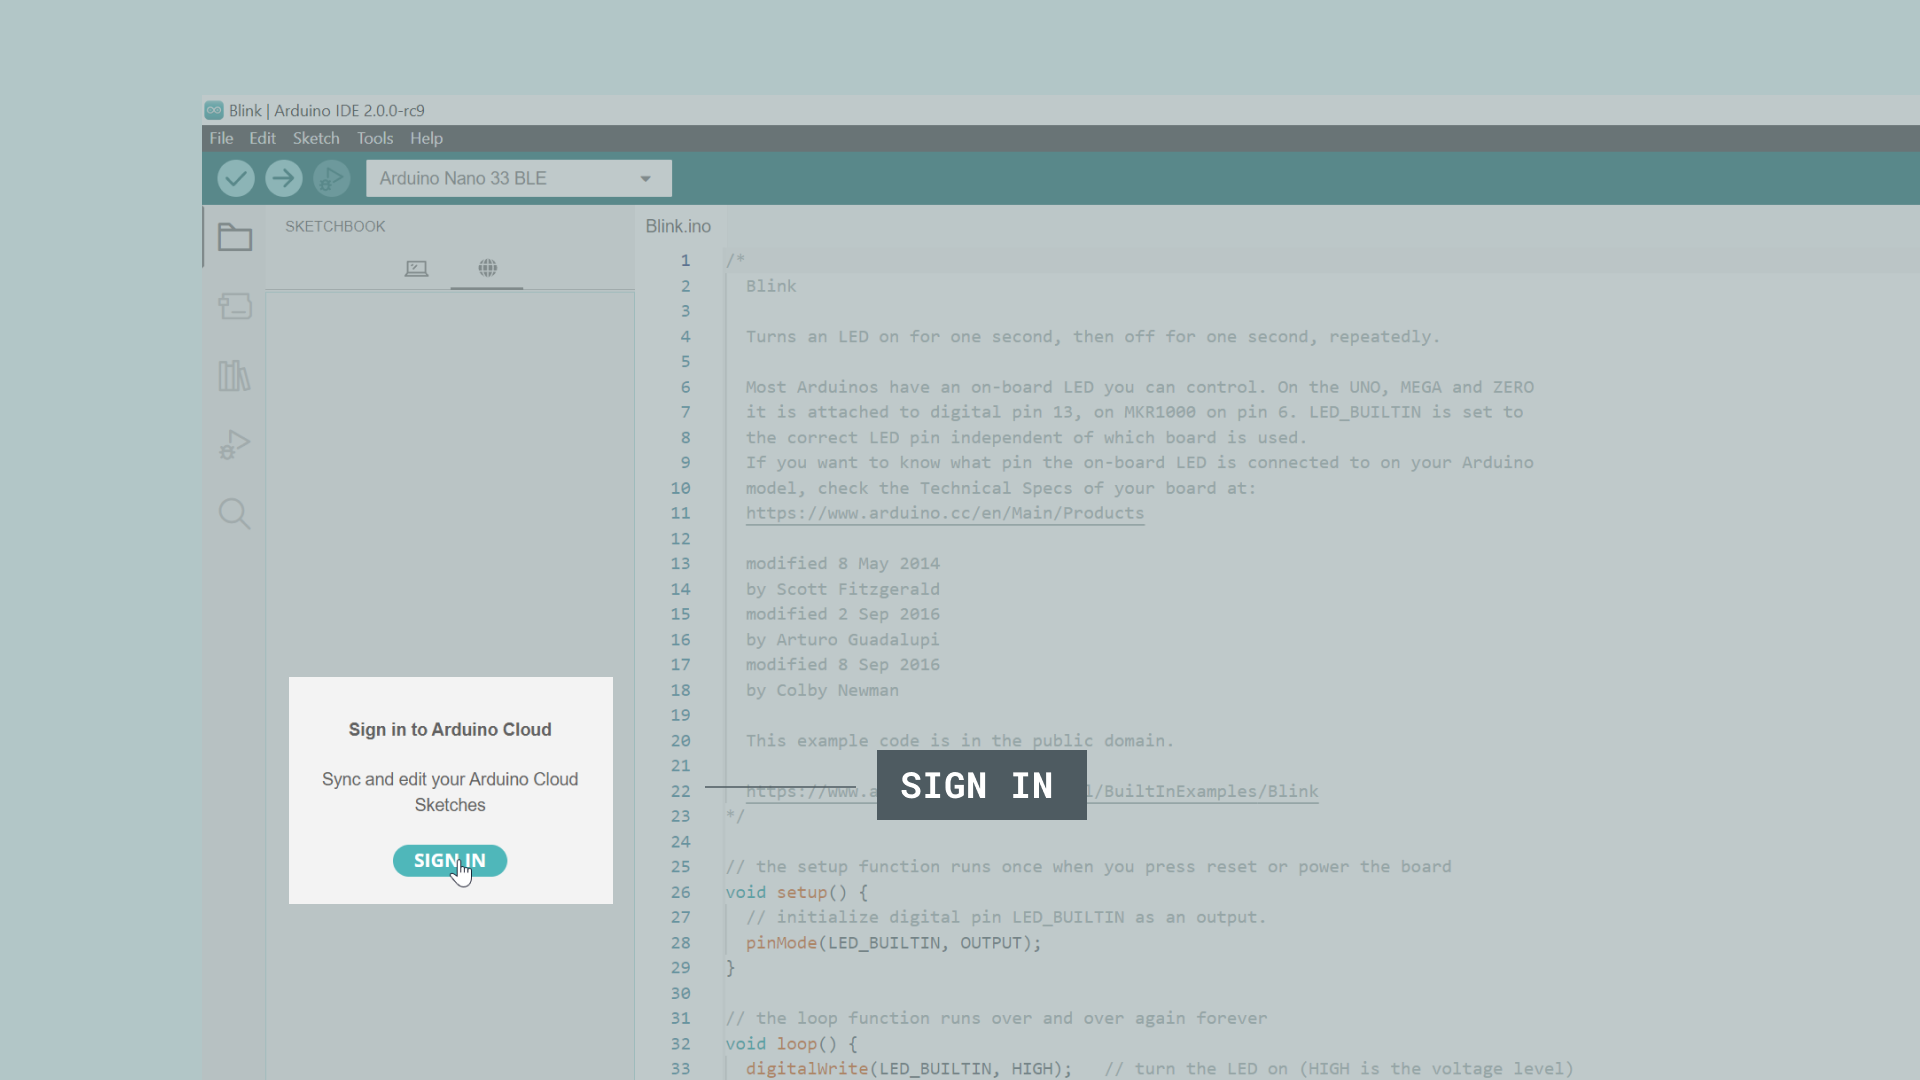 Blink | Arduino IDE 2.0.0-rc9
File Edit Sketch Tools Help
Arduino Nano 33 BLE
SKETCHBOOK
Blink.ino
1 /*
2 Blink
3
4 Turns an LED on for one second, then off for one second, repeatedly.
5
6 Most Arduinos have an on-board LED you can control. On the UNO, MEGA and ZERO
7 it is attached to digital pin 13, on MKR1000 on pin 6. LED_BUILTIN is set to
8 the correct LED pin independent of which board is used.
9 If you want to know what pin the on-board LED is connected to on your Arduino
10 model, check the Technical Specs of your board at:
11 https://www.arduino.cc/en/Main/Products
12
13 modified 8 May 2014
14 by Scott Fitzgerald
15 modified 2 Sep 2016
16 by Arturo Guadalupi
17 modified 8 Sep 2016
18 by Colby Newman
19
20 This example code is in the public domain.
21
22 https://www.a l/BuiltInExamples/Blink
23 */
24
25 // the setup function runs once when you press reset or power the board
26 void setup() {
27 // initialize digital pin LED_BUILTIN as an output.
28 pinMode(LED_BUILTIN, OUTPUT);
29 }
30
31 // the loop function runs over and over again forever
32 void loop() {
33 digitalWrite(LED_BUILTIN, HIGH); // turn the LED on (HIGH is the voltage level)
Sign in to Arduino Cloud
Sync and edit your Arduino Cloud
Sketches
SIGN IN
SIGN IN